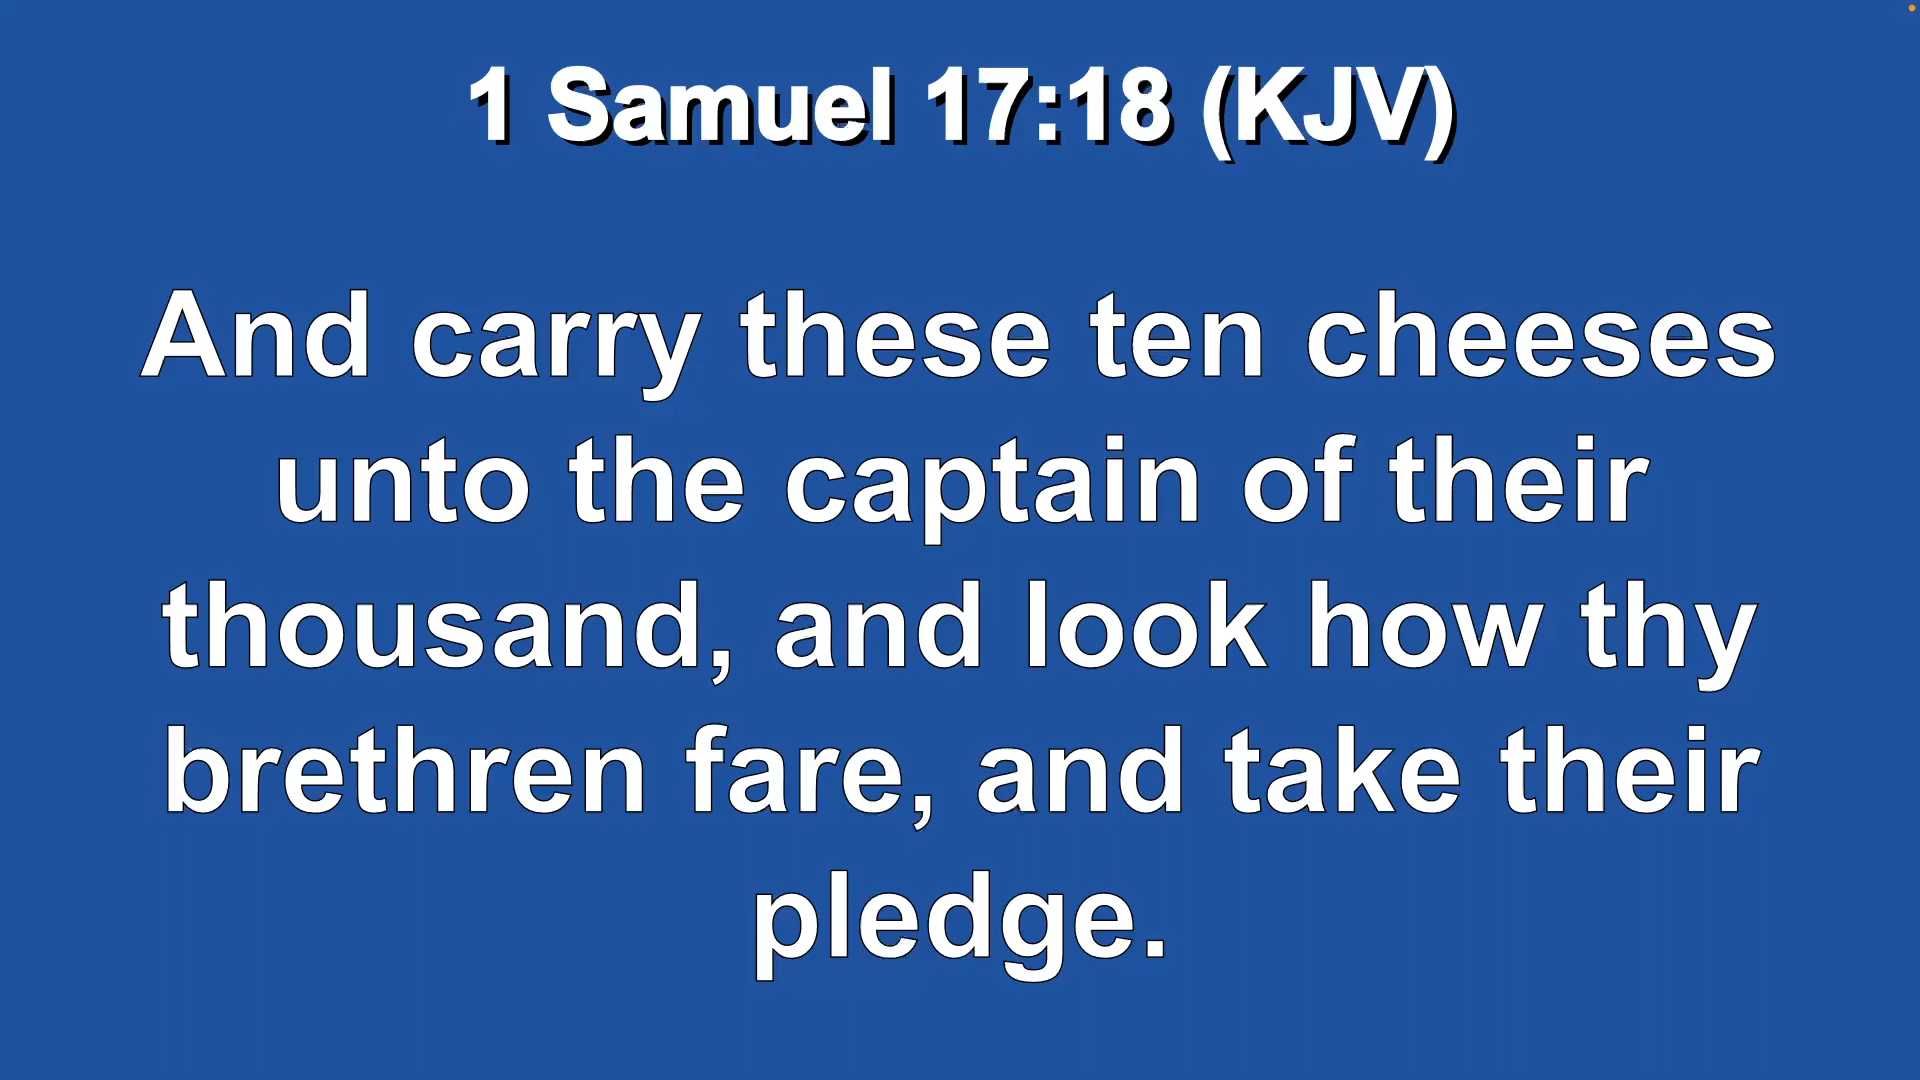 1 Samuel 17:18 (KJV)
And carry these ten cheeses
unto the captain of their
thousand, and look how thy
brethren fare, and take their
pledge.